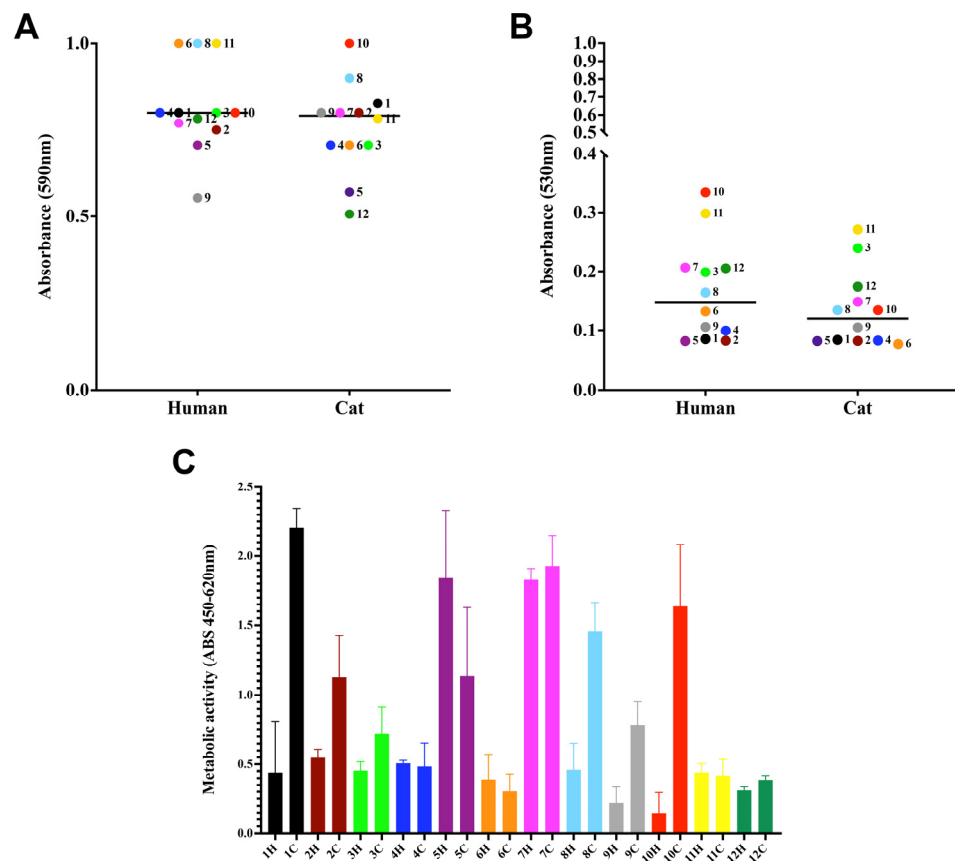 A
Absorbance (590nm)
1.0
0.5
0.0
6 8 11
4 1 3 10
12
7
2
5
9
10
8
1
9 7 2
11
4 6 3
5
12
Human Cat
B
Absorbance (530nm)
1.0
0.9
0.8
0.7
0.6
0.5
0.4
0.3
0.2
0.1
0.0
10
11
7 12
3
8
6
9 4
5 1 2
11
3
12
7
8 10
9
5 1 2 4 6
Human Cat
C
Metabolic activity (ABS 450-620nm)
2.5
2.0
1.5
1.0
0.5
0.0
1H 1C 2H 2C 3H 3C 4H 4C 5H 5C 6H 6C 7H 7C 8H 8C 9H 9C 10H 10C 11H 11C 12H 12C